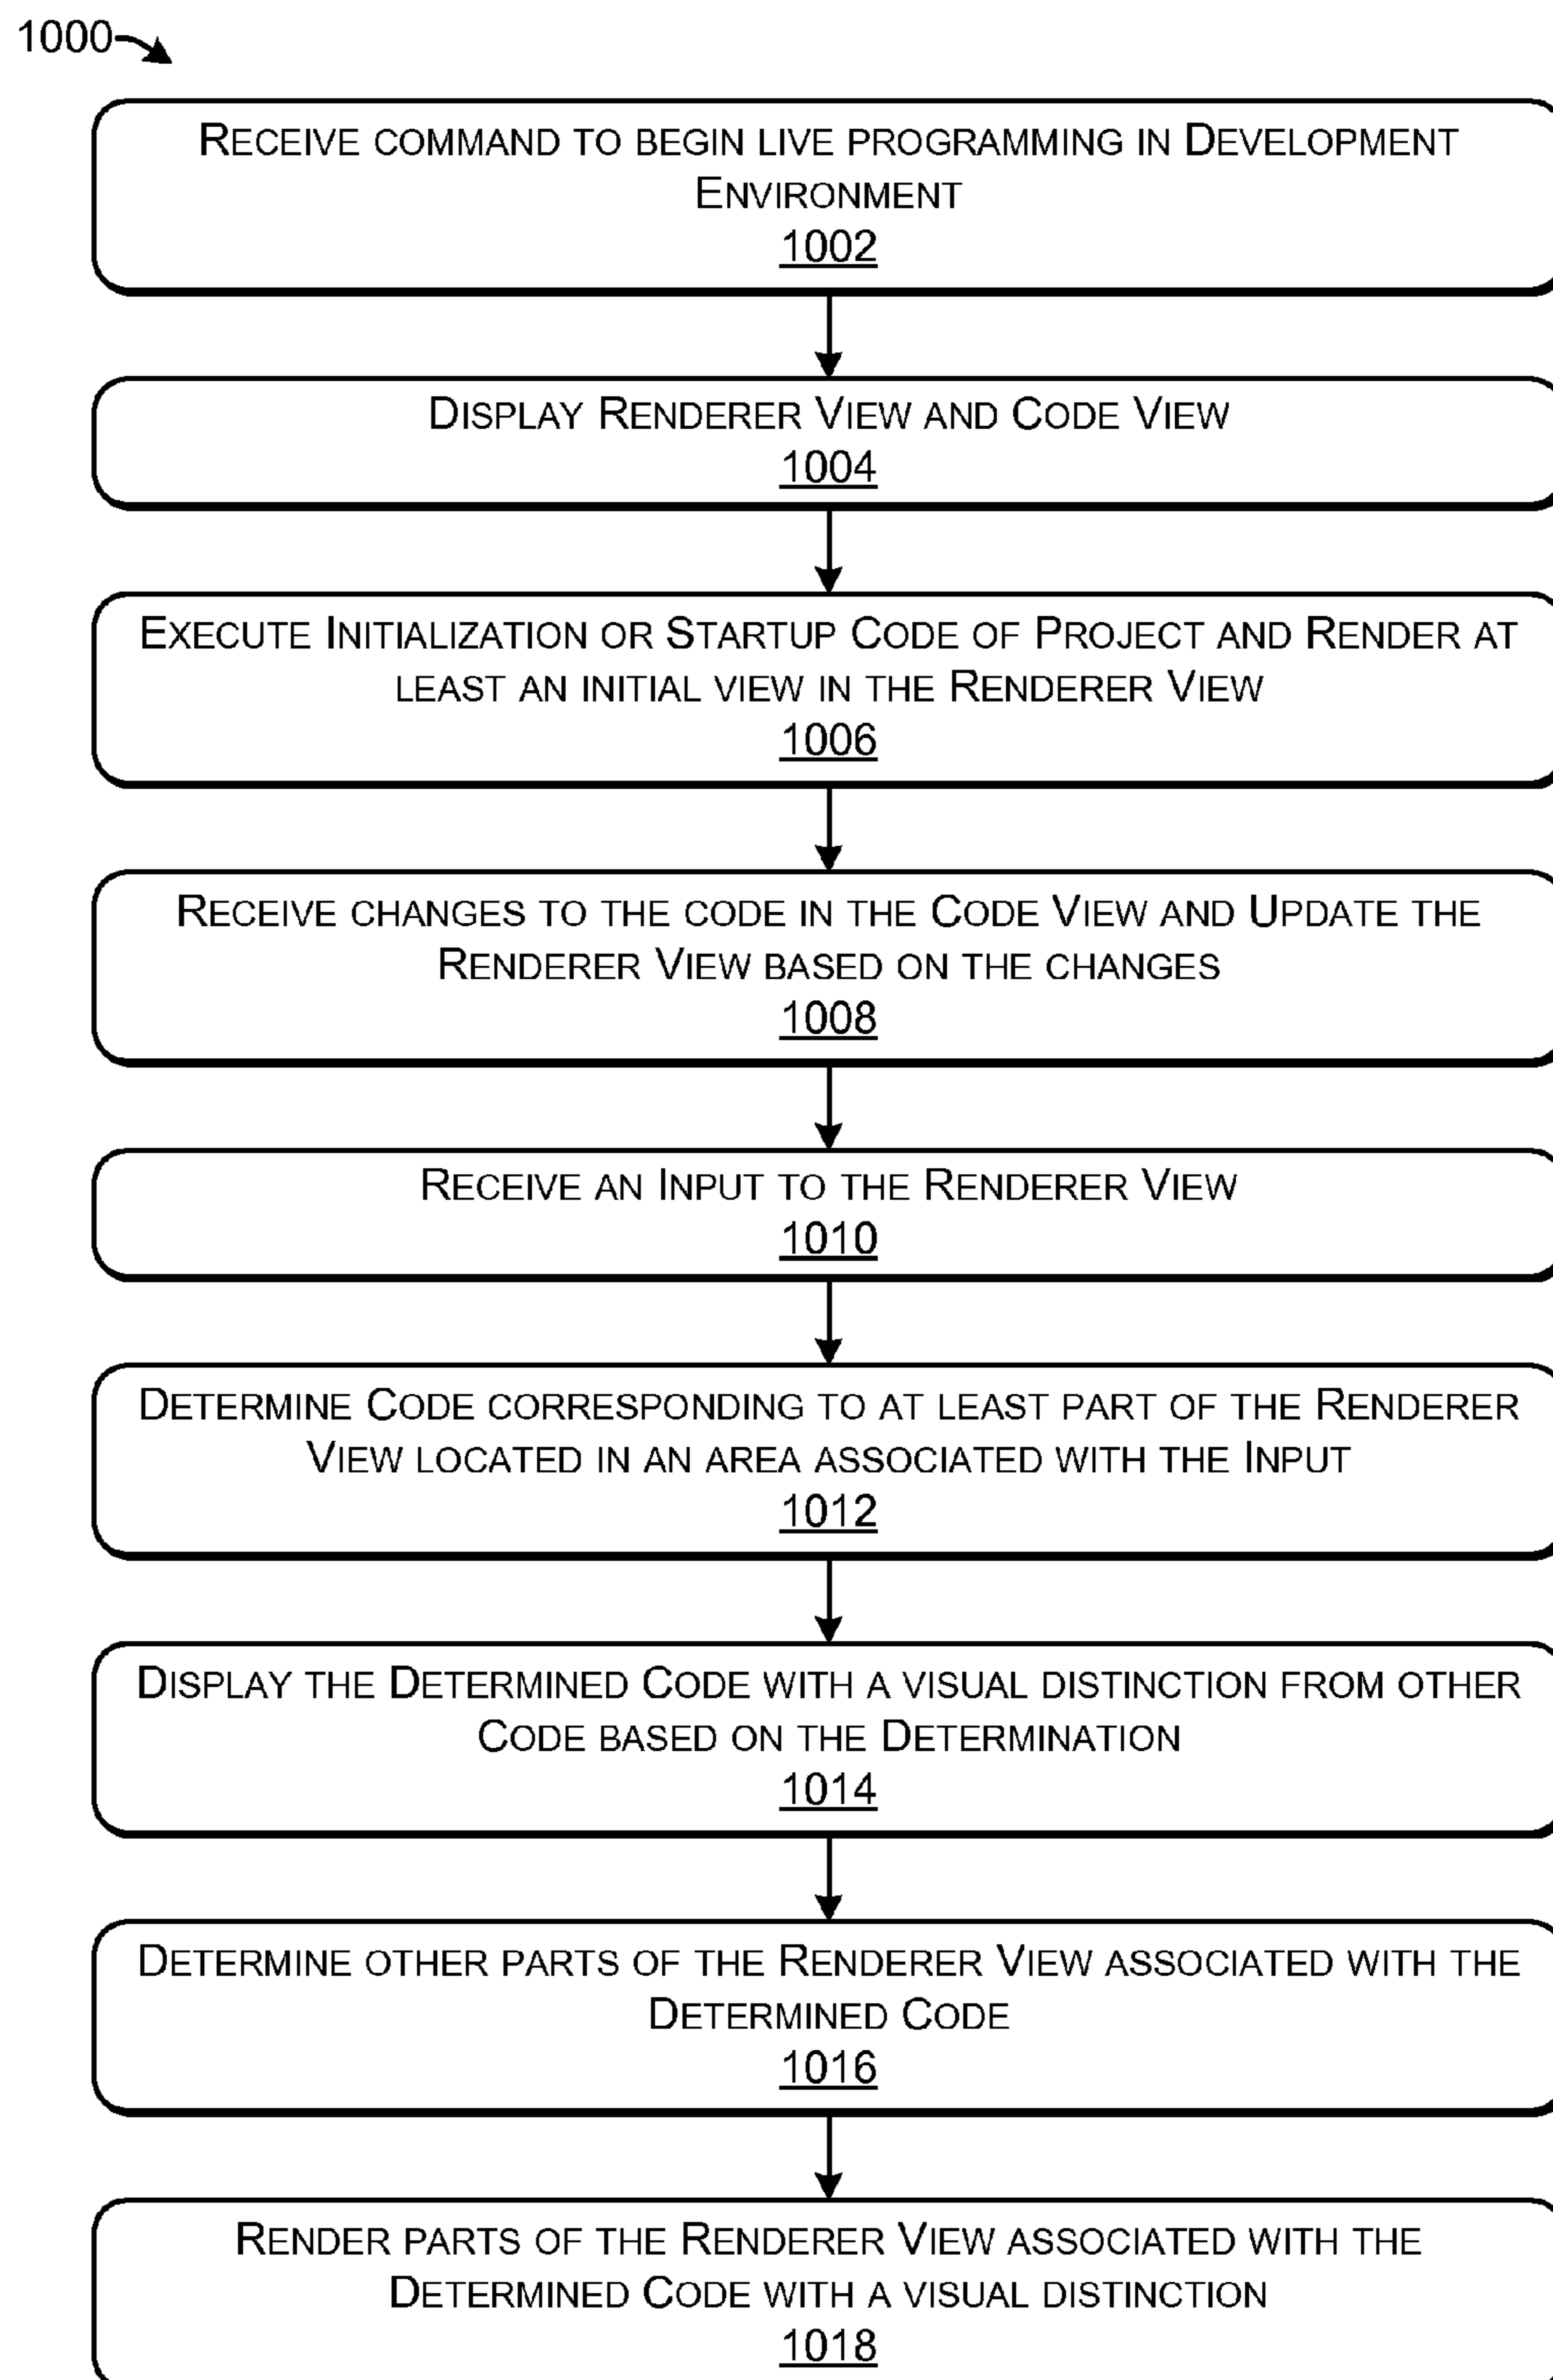 1000
RECEIVE COMMAND TO BEGIN LIVE PROGRAMMING IN DEVELOPMENT
ENVIRONMENT
1002
DISPLAY RENDERER VIEW AND CODE VIEW
1004
EXECUTE INITIALIZATION OR STARTUP CODE OF PROJECT AND RENDER AT
LEAST AN INITIAL VIEW IN THE RENDERER VIEW
1006
RECEIVE CHANGES TO THE CODE IN THE CODE VIEW AND UPDATE THE
RENDERER VIEW BASED ON THE CHANGES
1008
RECEIVE AN INPUT TO THE RENDERER VIEW
1010
DETERMINE CODE CORRESPONDING TO AT LEAST PART OF THE RENDERER
VIEW LOCATED IN AN AREA ASSOCIATED WITH THE INPUT
1012
DISPLAY THE DETERMINED CODE WITH A VISUAL DISTINCTION FROM OTHER
CODE BASED ON THE DETERMINATION
1014
DETERMINE OTHER PARTS OF THE RENDERER VIEW ASSOCIATED WITH THE
DETERMINED CODE
1016
RENDER PARTS OF THE RENDERER VIEW ASSOCIATED WITH THE
DETERMINED CODE WITH A VISUAL DISTINCTION
1018